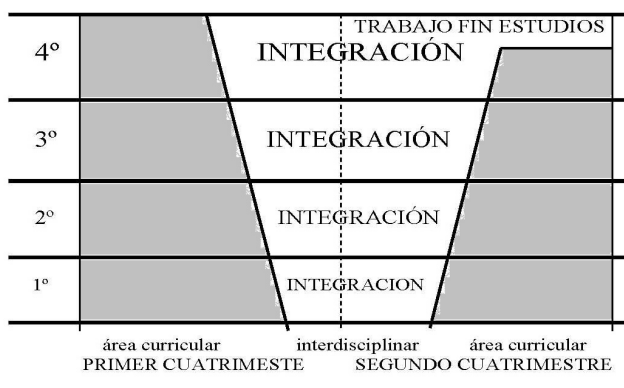 TRABAJO FIN ESTUDIOS
4º INTEGRACIÓN
3º INTEGRACIÓN
2º INTEGRACIÓN
1º INTEGRACION
área curricular interdisciplinar área curricular
PRIMER CUATRIMESTE SEGUNDO CUATRIMESTRE